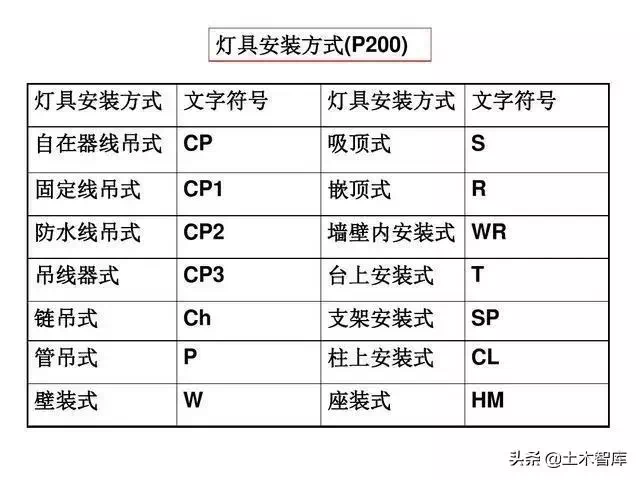 灯具安装方式(P200)
灯具安装方式 文字符号 灯具安装方式 文字符号
自在器线吊式 CP 吸顶式 S
固定线吊式 CP1 嵌顶式 R
防水线吊式 CP2 墙壁内安装式 WR
吊线器式 CP3 台上安装式 T
链吊式 Ch 支架安装式 SP
管吊式 P 柱上安装式 CL
壁装式 W 座装式 HM
头条 @土木智库